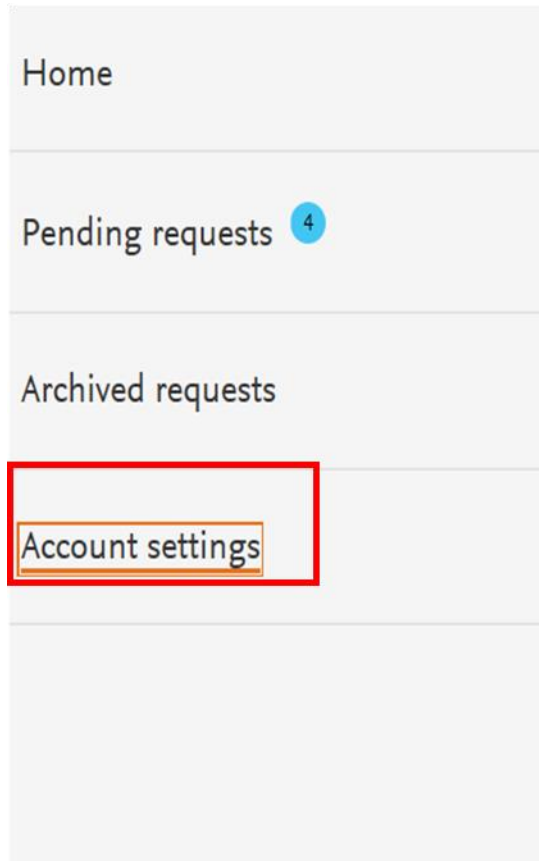 Home
Pending requests 4
Archived requests
Account settings